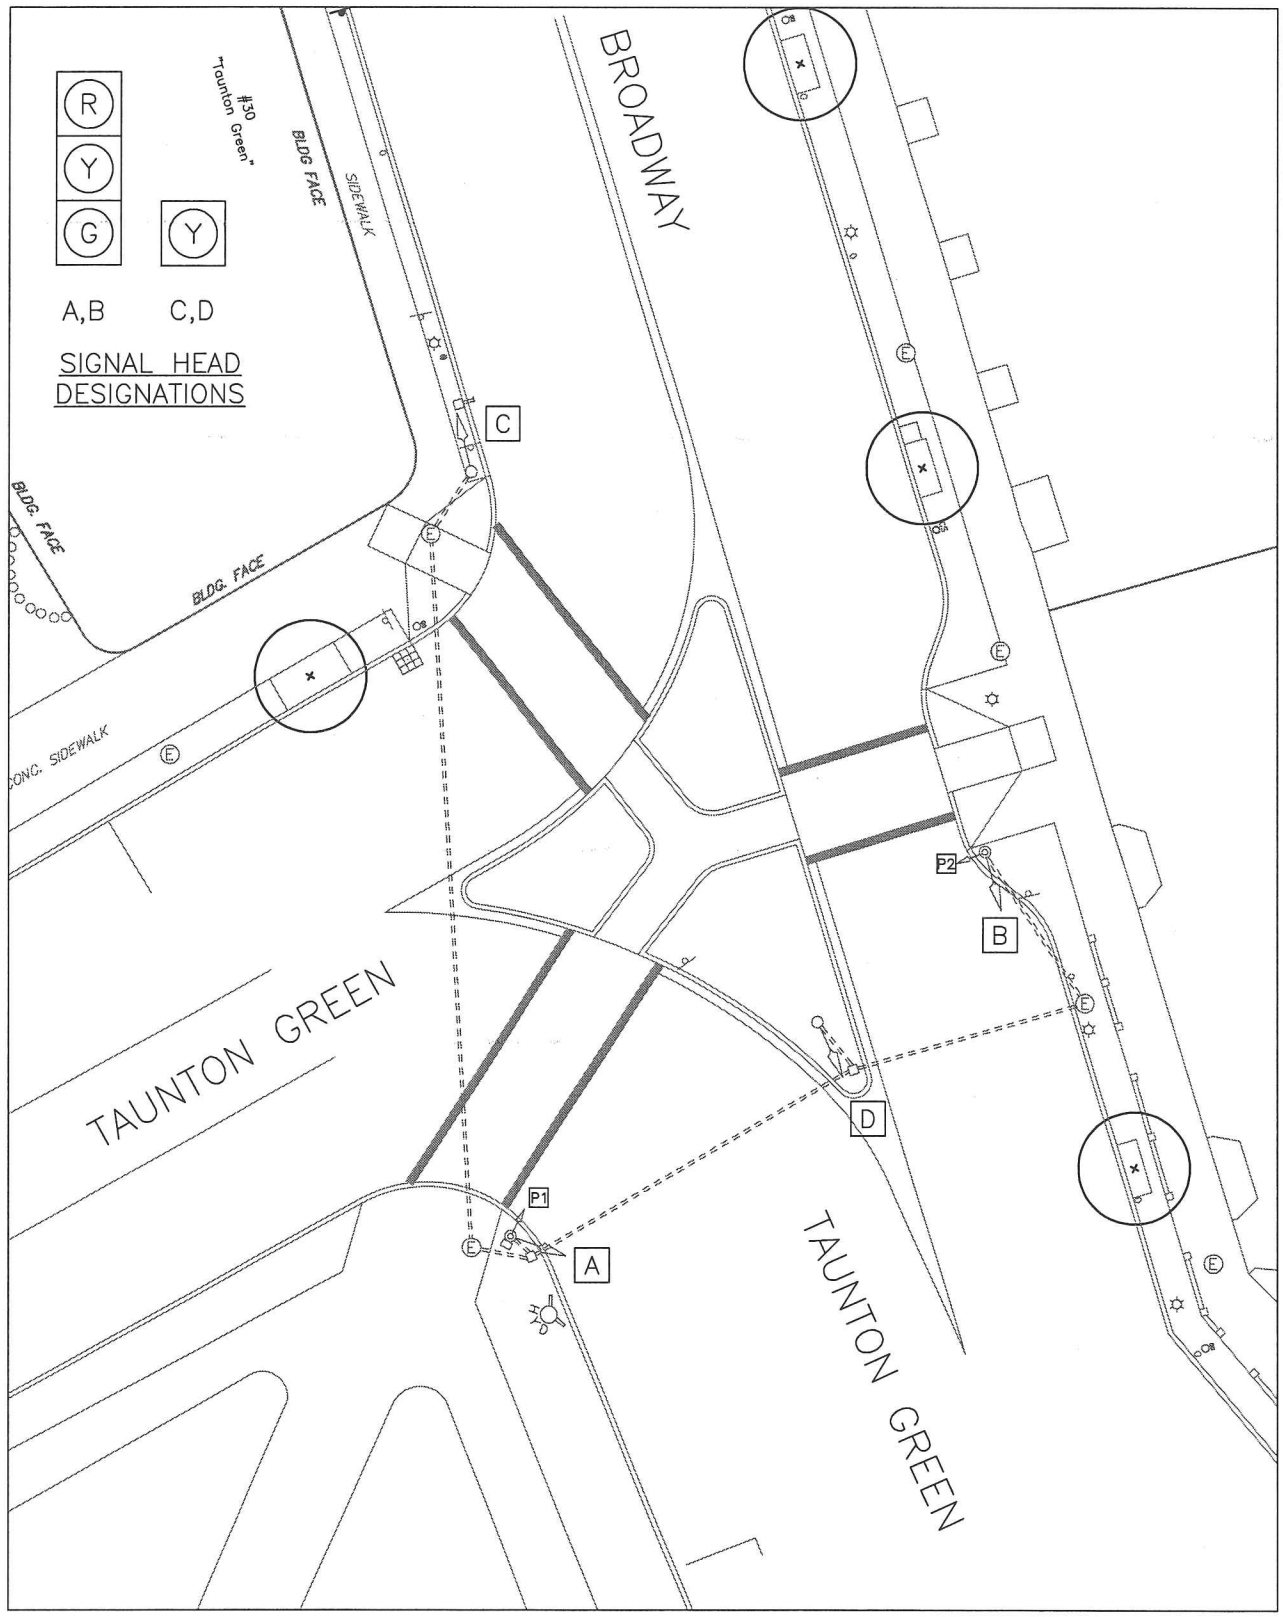 R
Y
G
Y
A,B
C,D
SIGNAL HEAD
DESIGNATIONS
#30
"Taunton Green"
BLDG FACE
SIDEWALK
BROADWAY
E
C
BLDG. FACE
BLDG. FACE
E
E
CONC. SIDEWALK
E
P2
B
TAUNTON GREEN
E
D
P1
E
A
HYD
E
TAUNTON GREEN